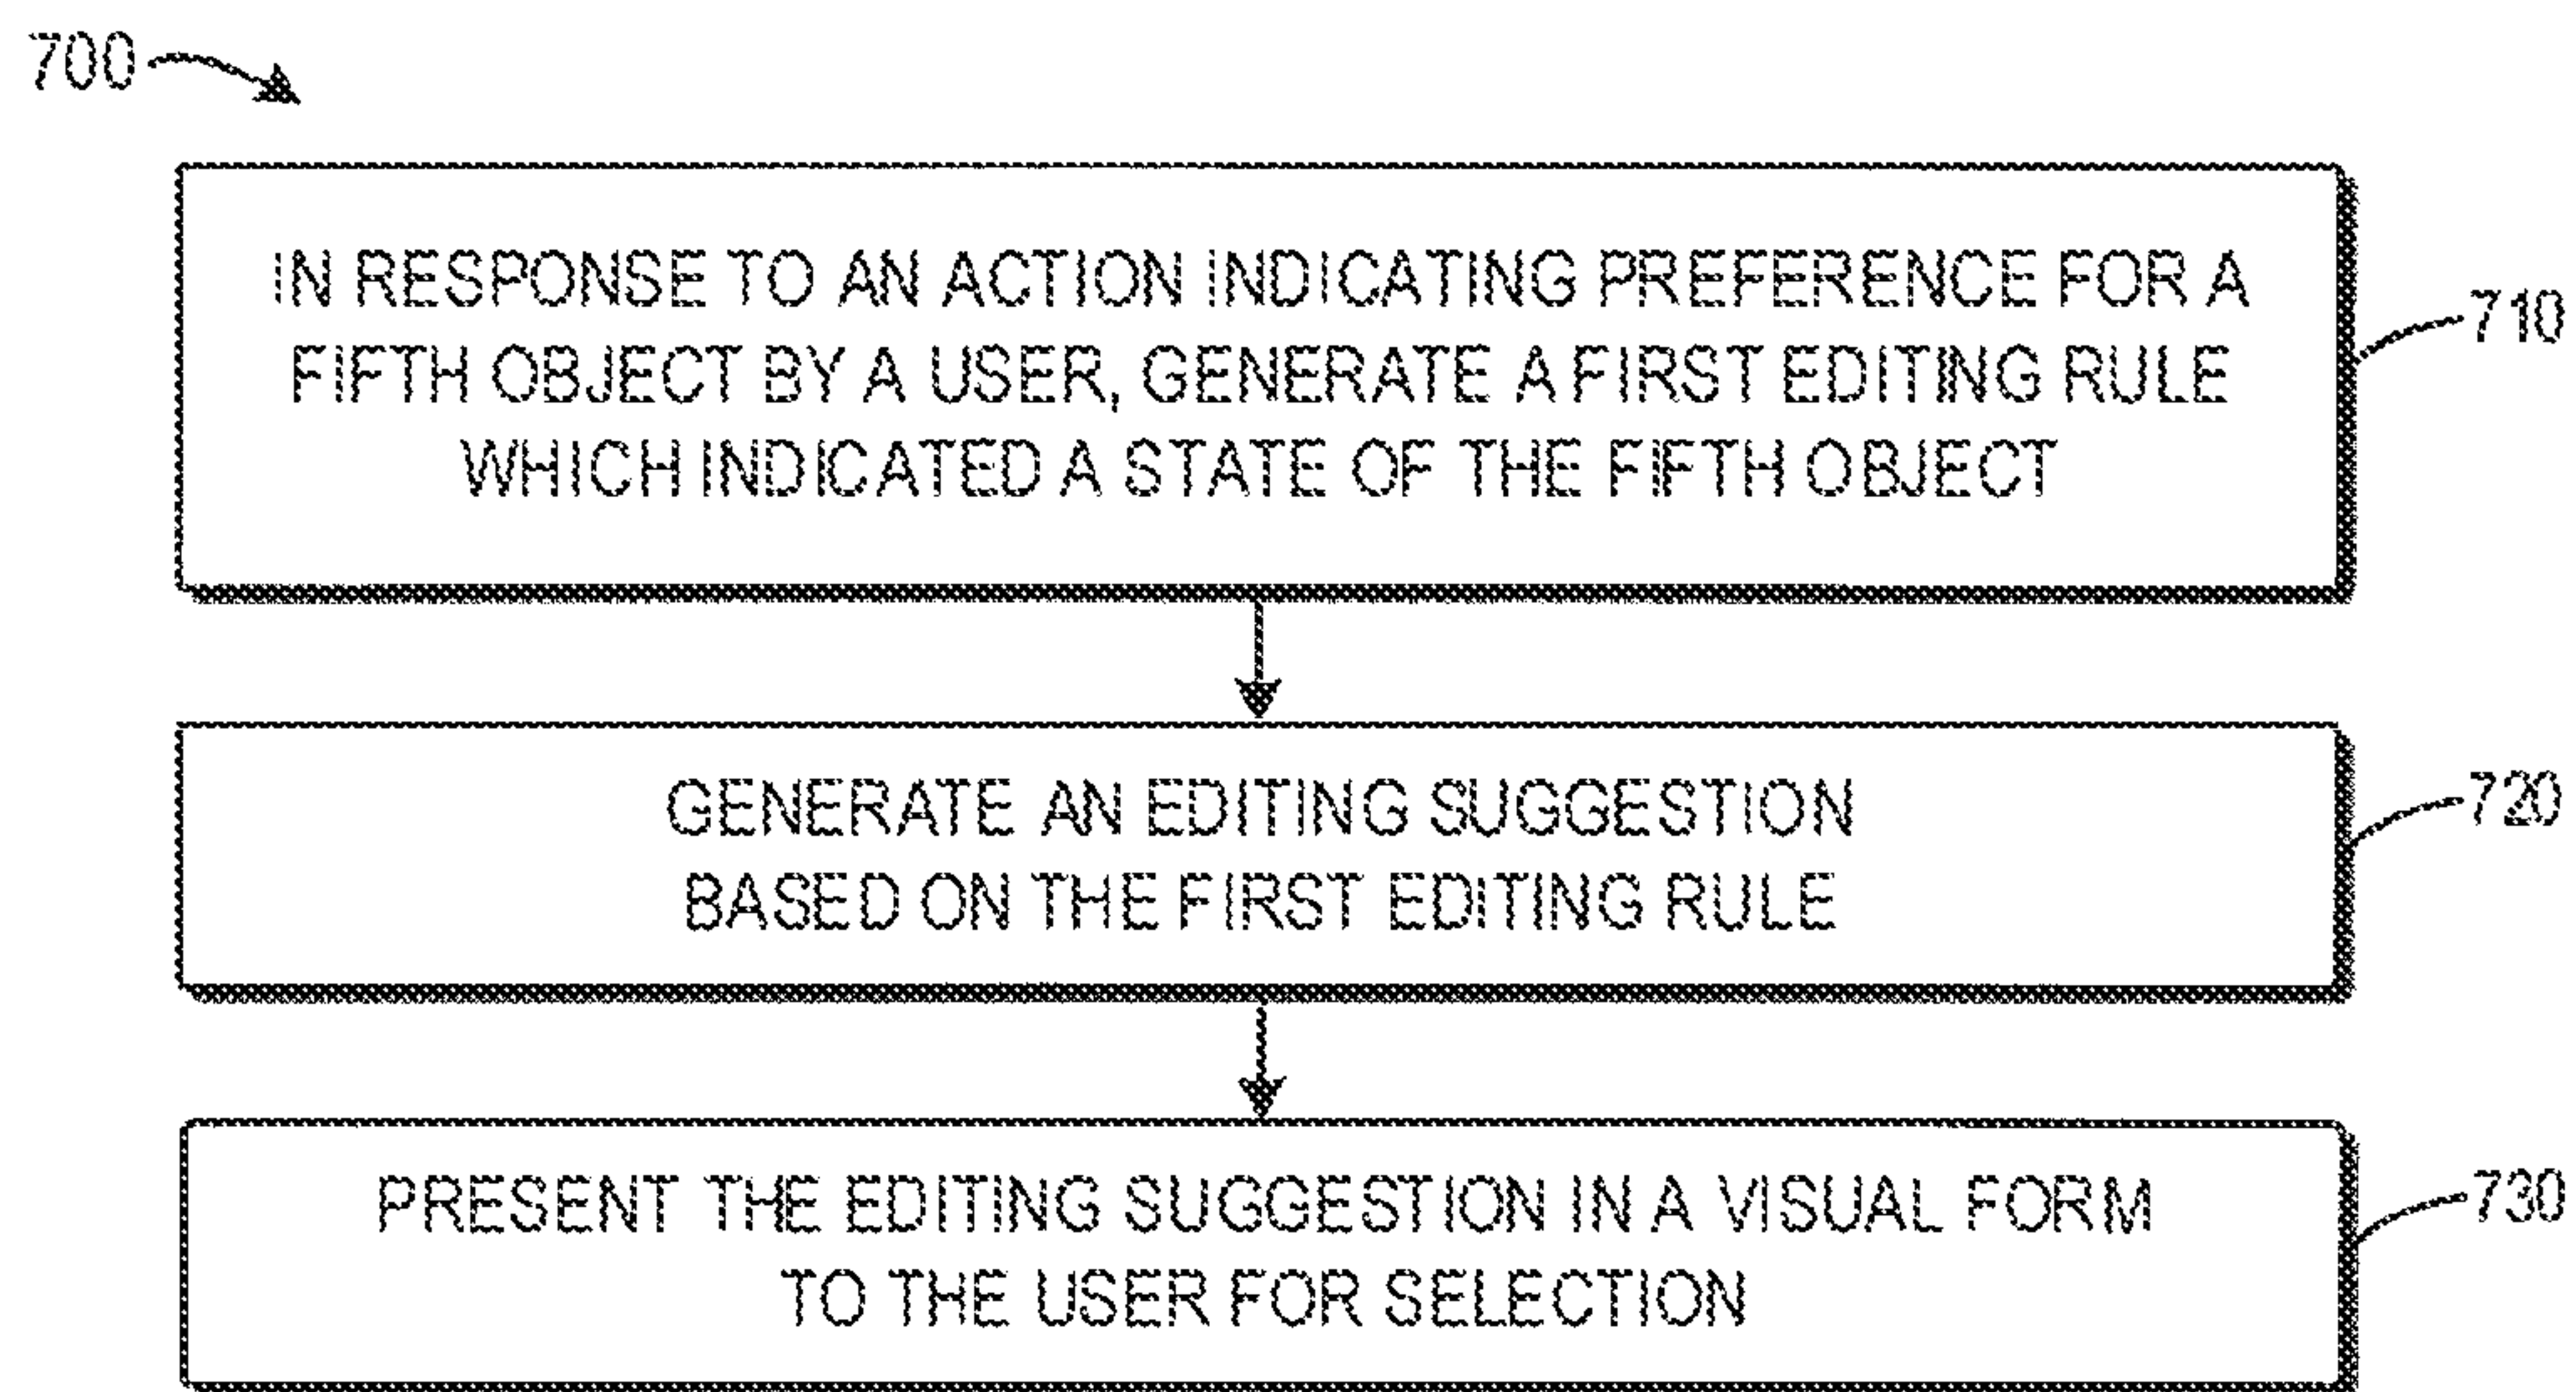 700
IN RESPONSE TO AN ACTION INDICATING PREFERENCE FOR A
FIFTH OBJECT BY A USER, GENERATE A FIRST EDITING RULE
WHICH INDICATED A STATE OF THE FIFTH OBJECT
710
GENERATE AN EDITING SUGGESTION
BASED ON THE FIRST EDITING RULE
720
PRESENT THE EDITING SUGGESTION IN A VISUAL FORM
TO THE USER FOR SELECTION
730